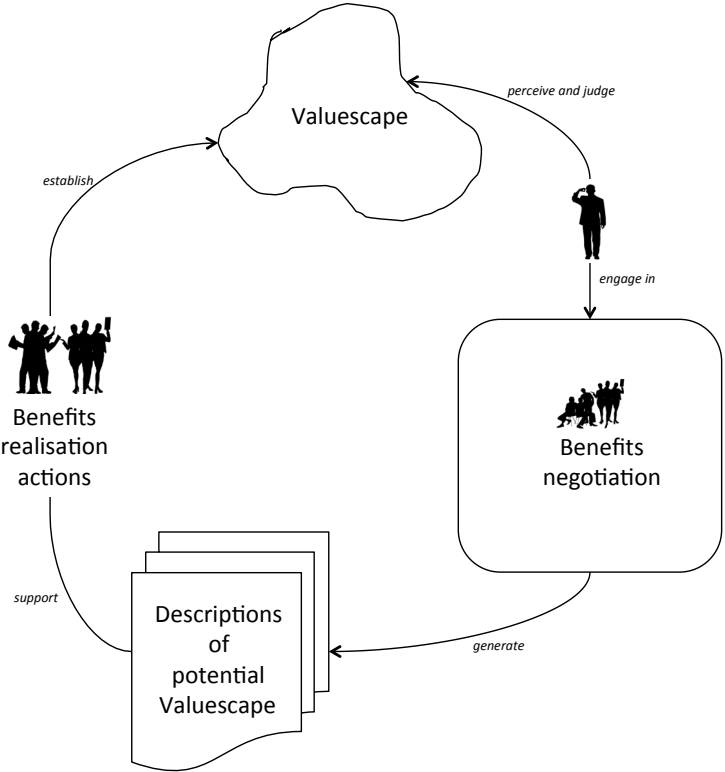 perceive and judge
Valuescape
establish
engage in
Benefits
realisation
actions
Benefits
negotiation
support
Descriptions
of
potential
Valuescape
generate